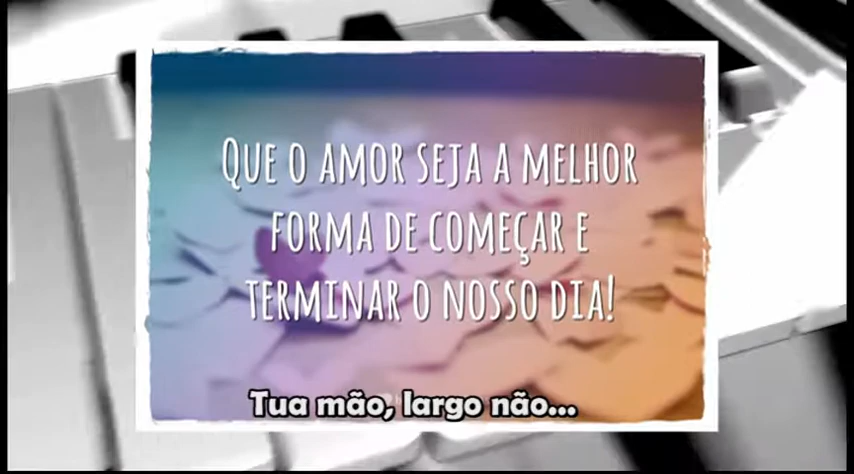 QUE O AMOR SEJA A MELHOR
FORMA DE COMEÇAR E
TERMINAR O NOSSO DIA!
Tua mão, largo não...